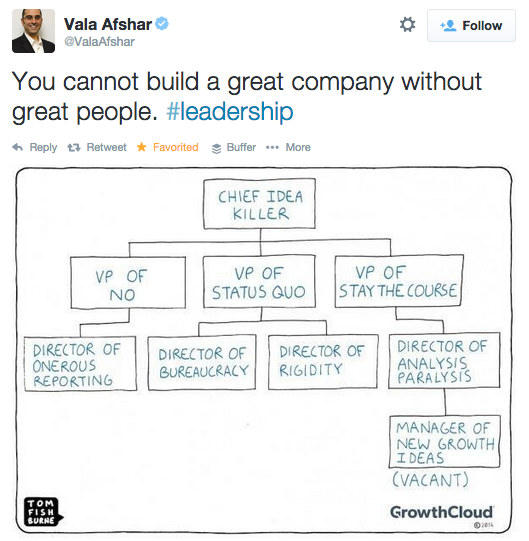 Vala Afshar
@ValaAfshar
Follow
You cannot build a great company without
great people. #leadership
Reply Retweet Favorited Buffer More
CHIEF IDEA
KILLER
VP OF
NO
VP OF
STATUS QUO
VP OF
STAY THE COURSE
DIRECTOR OF
ONEROUS
REPORTING
DIRECTOR OF
BUREAUCRACY
DIRECTOR OF
RIGIDITY
DIRECTOR OF
ANALYSIS
PARALYSIS
MANAGER OF
NEW GROWTH
IDEAS
(VACANT)
TOM
FISH
BURNE
GrowthCloud
© 2014